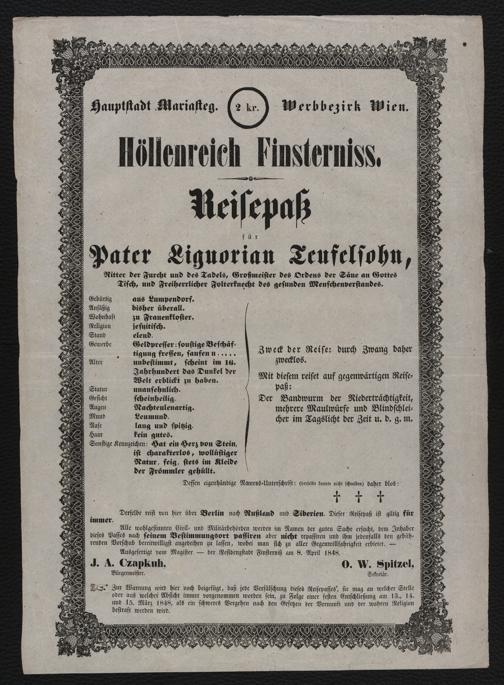 Hauptstadt Mariasteg. 2 kr. Werbbezirk Wien.
Höllenreich Finsterniss.
Reisepaß
für
Pater Liguorian Teufelsohn,
Ritter der Furcht und des Tadels, Großmeister des Ordens der Säue an Gottes
Tisch, und Freiherrlicher Folterknecht des gesunden Menschenverstandes.
Gebürtig aus Lumpendorf.
Ansäßig bisher überall.
Wohnhaft zu Frauenkloster.
Religion jesuitisch.
Stand elend.
Gewerbe Geldpresser: sonstige Beschäf-
tigung fressen, saufen u . . . . .
Alter unbestimmt, scheint im 16.
Jahrhundert das Dunkel der
Welt erblickt zu haben.
Statur unansehnlich.
Gesicht scheinheilig.
Augen Nachteulenartig.
Mund Leumund.
Nase lang und spitzig.
Haar kein gutes.
Sonstige Kennzeichen: Hat ein Herz von Stein,
ist charakterlos, wollüstiger
Natur, feig, stets im Kleide
der Frömmler gehüllt.
Zweck der Reise: durch Zwang daher
zwecklos.
Mit diesem reiset auf gegenwärtigen Reise-
paß:
Der Bandwurm der Niederträchtigkeit,
mehrere Maulwürfe und Blindschlei-
cher im Tagslicht der Zeit u. d. g. m.
Dessen eigenhändige Namens-Unterschrift: (derselbe konnte nicht schreiben) daher blos:
† † †
Derselbe reist von hier über Berlin nach Rußland und Siberien. Dieser Reisepaß ist giltig für
immer.
Alle wohlgesinnten Civil- und Militärbehörden werden im Namen der guten Sache ersucht, dem Inhaber
dieses Passes nach seinem Bestimmungsort passiren aber nicht repassiren und ihm jedenfalls den gebüh-
renden Vorschub bereitwilligst angedeihen zu lassen, wobei man sich zu aller Gegenwillfährigkeit erbietet. —
Ausgefertigt vom Magister — der Residenzstadt Finsterniß am 8. April 1848.
J. A. Czapkuh, O. W. Spitzel,
Bürgermeister. Sekretär.
☞ Zur Warnung wird hier noch beigefügt, daß jede Verfälschung dieses Reisepasses, sie mag an welcher Stelle
oder aus welcher Absicht immer vorgenommen worden sein, zu Folge einer festen Entschließung am 13., 14.
und 15. März 1848, als ein schweres Vergehen nach den Gesetzen der Vernunft und der wahren Religion
bestraft werden wird.